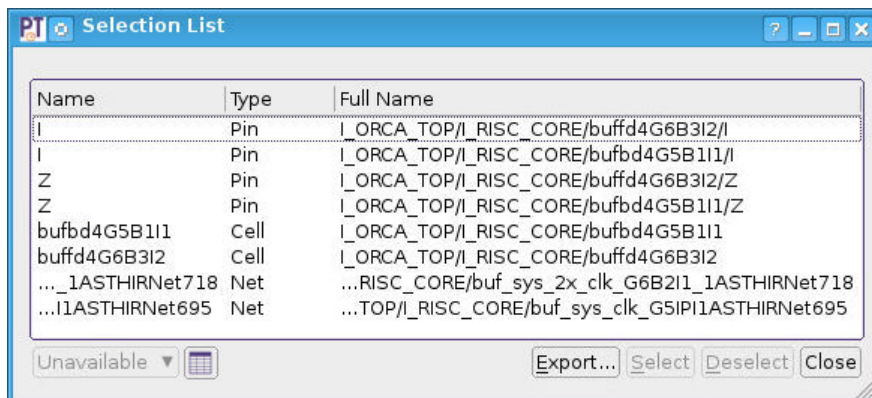 PT Selection List
Name Type Full Name
I Pin I_ORCA_TOP/I_RISC_CORE/buffd4G6B3I2/I
I Pin I_ORCA_TOP/I_RISC_CORE/bufbd4G5B1I1/I
Z Pin I_ORCA_TOP/I_RISC_CORE/buffd4G6B3I2/Z
Z Pin I_ORCA_TOP/I_RISC_CORE/bufbd4G5B1I1/Z
bufbd4G5B1I1 Cell I_ORCA_TOP/I_RISC_CORE/bufbd4G5B1I1
buffd4G6B3I2 Cell I_ORCA_TOP/I_RISC_CORE/buffd4G6B3I2
..._1ASTHIRNet718 Net ...RISC_CORE/buf_sys_2x_clk_G6B2I1_1ASTHIRNet718
...I1ASTHIRNet695 Net ...TOP/I_RISC_CORE/buf_sys_clk_G5IPI1ASTHIRNet695
Unavailable Export... Select Deselect Close